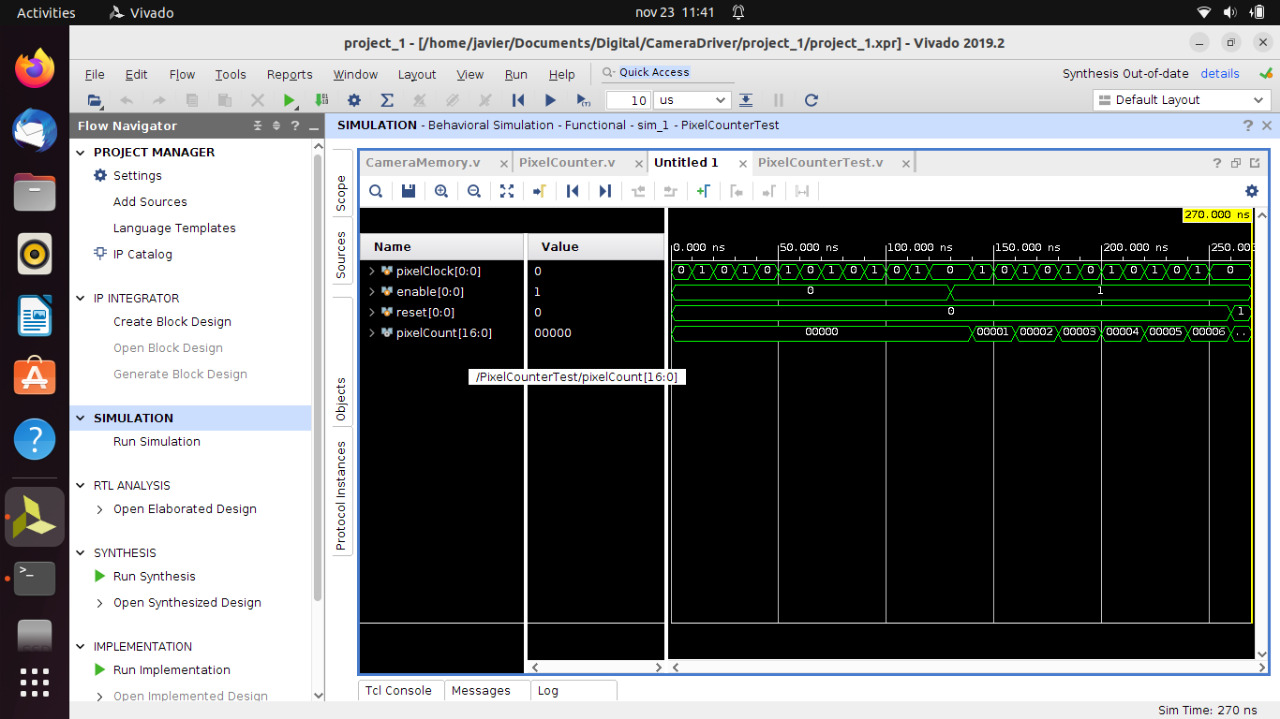 Activities Vivado nov 23 11:41
project_1 - [/home/javier/Documents/Digital/CameraDriver/project_1/project_1.xpr] - Vivado 2019.2
File Edit Flow Tools Reports Window Layout View Run Help Quick Access Synthesis Out-of-date details
10 us Default Layout
Flow Navigator
SIMULATION - Behavioral Simulation - Functional - sim_1 - PixelCounterTest
PROJECT MANAGER
Settings
Add Sources
Language Templates
IP Catalog
IP INTEGRATOR
Create Block Design
Open Block Design
Generate Block Design
SIMULATION
Run Simulation
RTL ANALYSIS
Open Elaborated Design
SYNTHESIS
Run Synthesis
Open Synthesized Design
IMPLEMENTATION
Run Implementation
Open Implemented Design
Scope
Sources
Objects
Protocol Instances
CameraMemory.v PixelCounter.v Untitled 1 PixelCounterTest.v
270.000 ns
Name Value
0.000 ns 50.000 ns 100.000 ns 150.000 ns 200.000 ns 250.00
pixelClock[0:0] 0 0 1 0 1 0 1 0 1 0 1 0 1 0 1 0 1 0 1 0 1 0 1 0 1 0
enable[0:0] 1 0 1
reset[0:0] 0 0 1
pixelCount[16:0] 00000 00000 00001 00002 00003 00004 00005 00006 ..
/PixelCounterTest/pixelCount[16:0]
Tcl Console Messages Log
Sim Time: 270 ns